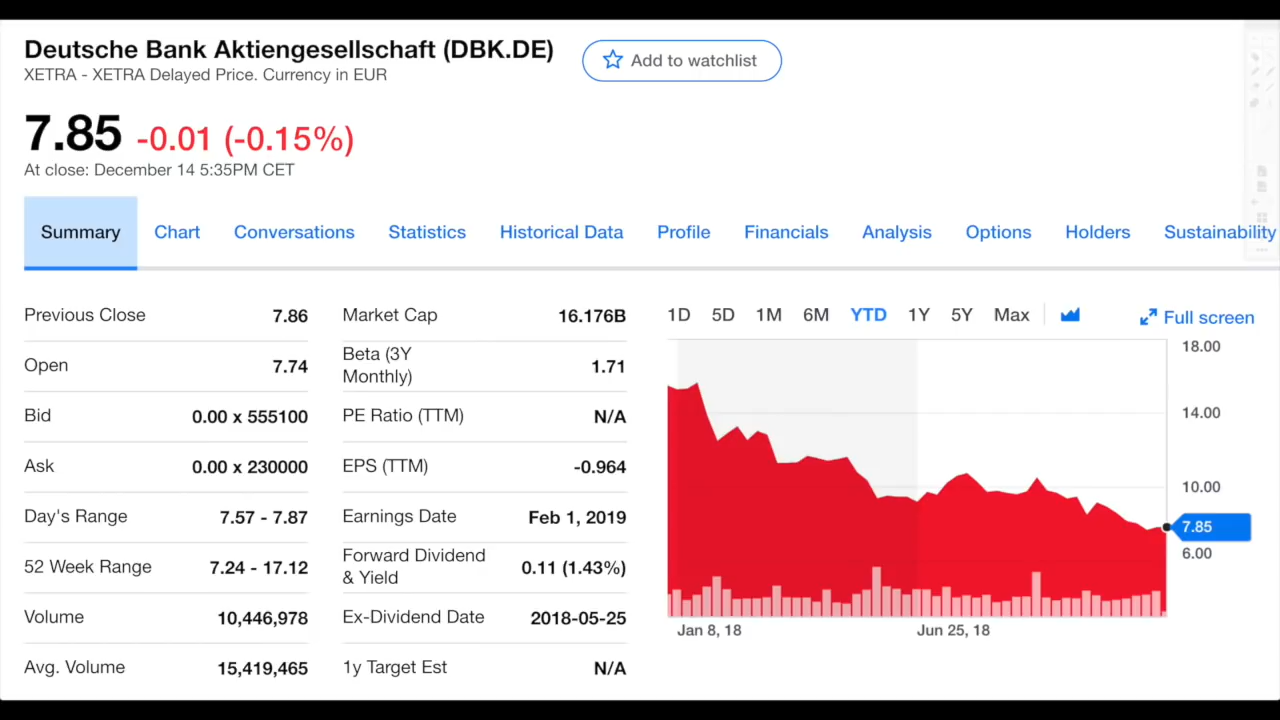 Deutsche Bank Aktiengesellschaft (DBK.DE)
Add to watchlist
XETRA - XETRA Delayed Price. Currency in EUR
7.85 -0.01 (-0.15%)
At close: December 14 5:35PM CET
Summary Chart Conversations Statistics Historical Data Profile Financials Analysis Options Holders Sustainability
Previous Close 7.86
Open 7.74
Bid 0.00 x 555100
Ask 0.00 x 230000
Day's Range 7.57 - 7.87
52 Week Range 7.24 - 17.12
Volume 10,446,978
Avg. Volume 15,419,465
Market Cap 16.176B
Beta (3Y
Monthly) 1.71
PE Ratio (TTM) N/A
EPS (TTM) -0.964
Earnings Date Feb 1, 2019
Forward Dividend
& Yield 0.11 (1.43%)
Ex-Dividend Date 2018-05-25
1y Target Est N/A
1D 5D 1M 6M YTD 1Y 5Y Max
Full screen
18.00
14.00
10.00
7.85
6.00
Jan 8, 18 Jun 25, 18